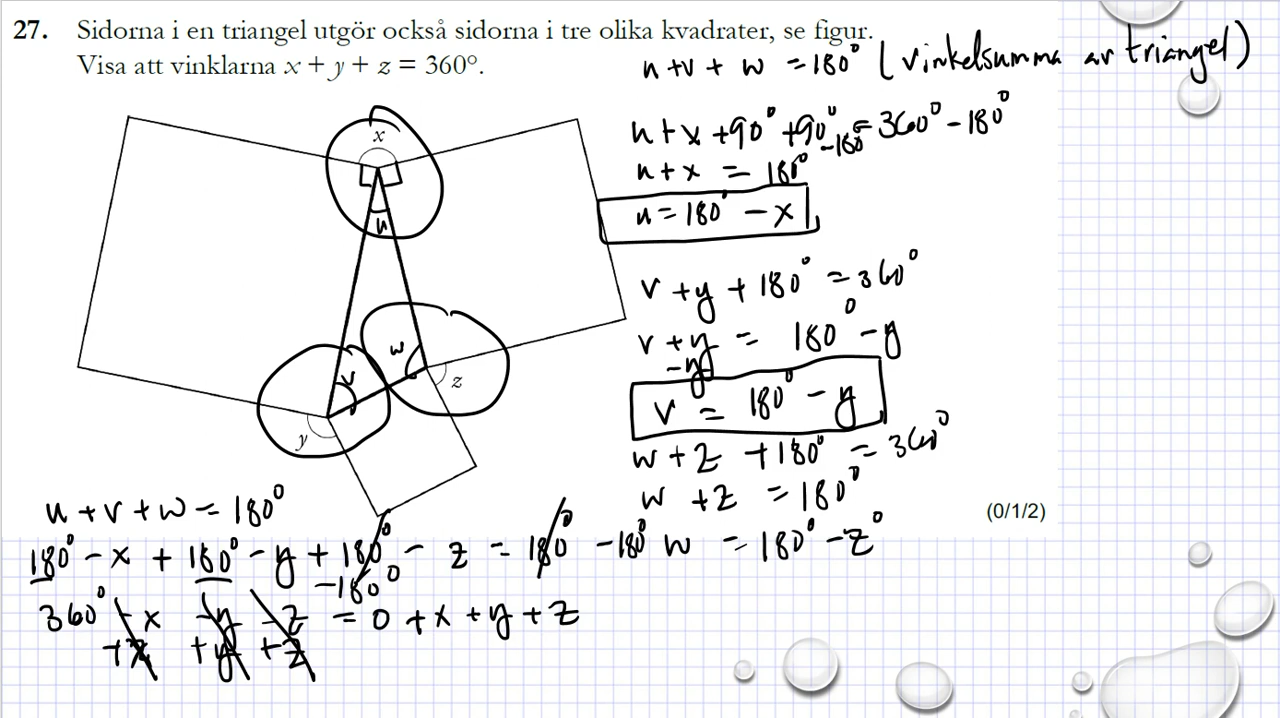 27. Sidorna i en triangel utgör också sidorna i tre olika kvadrater, se figur.
Visa att vinklarna x + y + z = 360°.
u + v + w = 180° (vinkelsumma av triangel)
u + x + 90° + 90° = 360° - 180°
-180°
u + x = 180°
u = 180° - x
x
u
v + y + 180° = 360°
v + y = 180° - y
-y
v = 180° - y
w
v
z
y
w + z + 180° = 360°
w + z = 180°
w = 180° - z°
(0/1/2)
u + v + w = 180°
180° - x + 180° - y + 180° - z = 180° - 180°
-180°
360° - x - y - z = 0 + x + y + z
+x +y +z